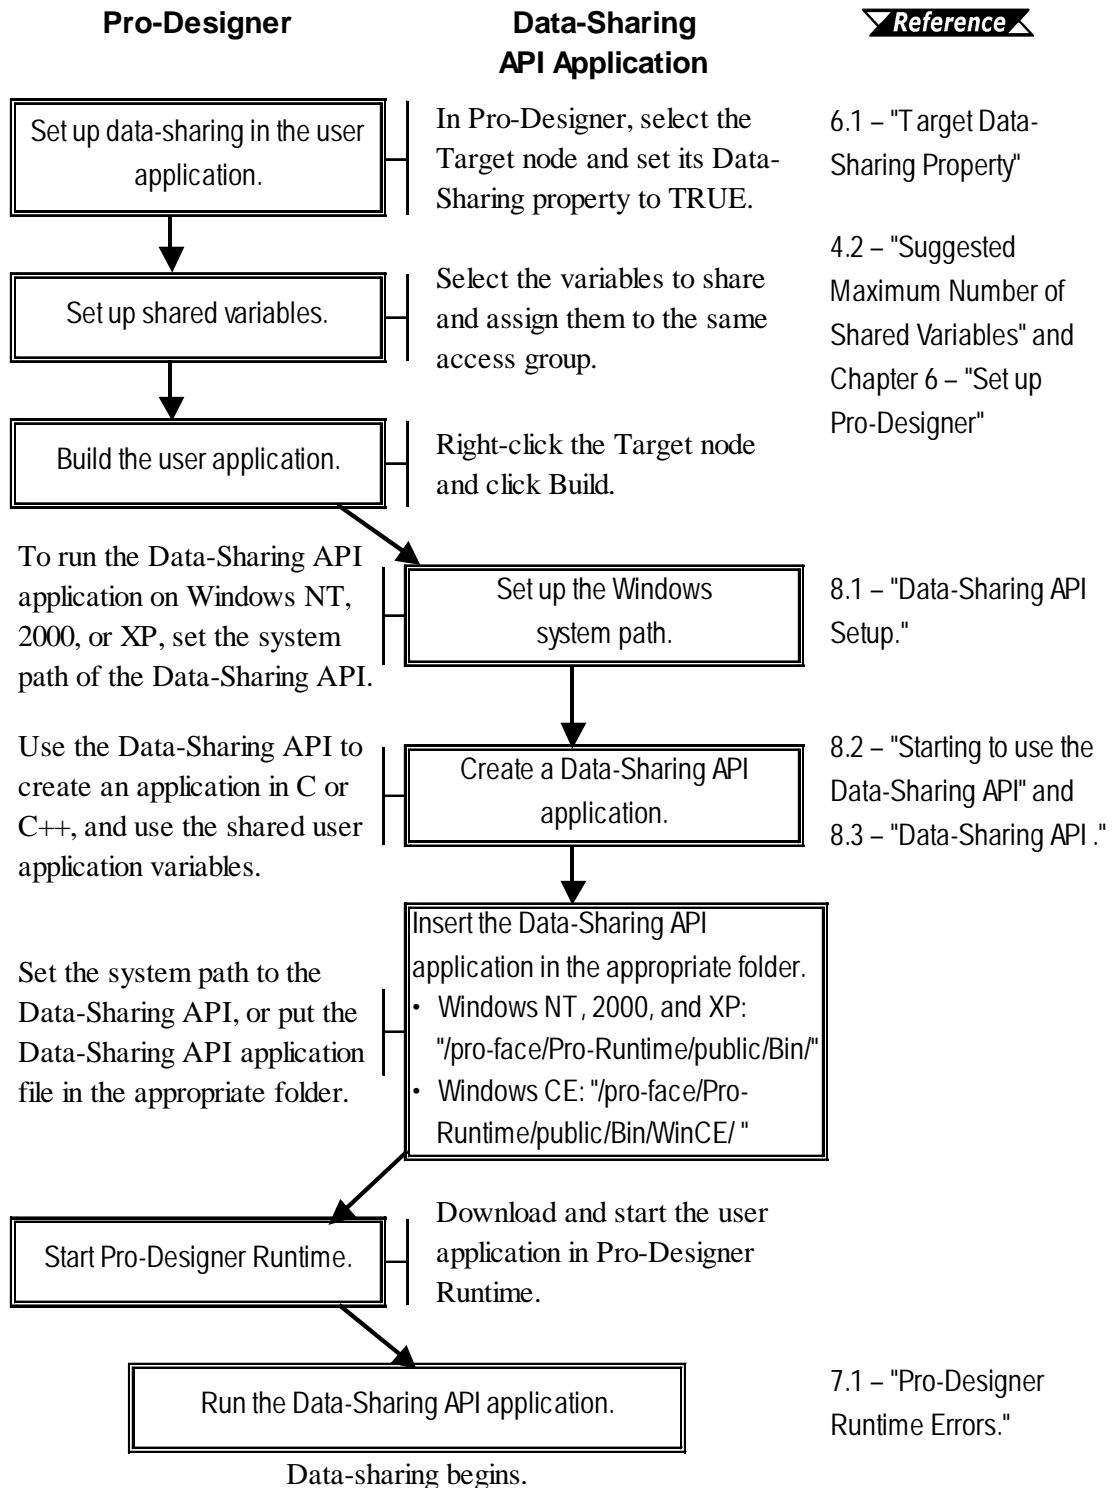 Pro-Designer
Data-Sharing
API Application
Reference
Set up data-sharing in the user
application.
In Pro-Designer, select the
Target node and set its Data-
Sharing property to TRUE.
6.1 – "Target Data-
Sharing Property"
Set up shared variables.
Select the variables to share
and assign them to the same
access group.
4.2 – "Suggested
Maximum Number of
Shared Variables" and
Chapter 6 – "Set up
Pro-Designer"
Build the user application.
Right-click the Target node
and click Build.
To run the Data-Sharing API
application on Windows NT,
2000, or XP, set the system
path of the Data-Sharing API.
Set up the Windows
system path.
8.1 – "Data-Sharing API
Setup."
Use the Data-Sharing API to
create an application in C or
C++, and use the shared user
application variables.
Create a Data-Sharing API
application.
8.2 – "Starting to use the
Data-Sharing API" and
8.3 – "Data-Sharing API ."
Set the system path to the
Data-Sharing API, or put the
Data-Sharing API application
file in the appropriate folder.
Insert the Data-Sharing API
application in the appropriate folder.
• Windows NT , 2000, and XP:
"/pro-face/Pro-Runtime/public/Bin/"
• Windows CE: "/pro-face/Pro-
Runtime/public/Bin/WinCE/ "
Start Pro-Designer Runtime.
Download and start the user
application in Pro-Designer
Runtime.
Run the Data-Sharing API application.
7.1 – "Pro-Designer
Runtime Errors."
Data-sharing begins.